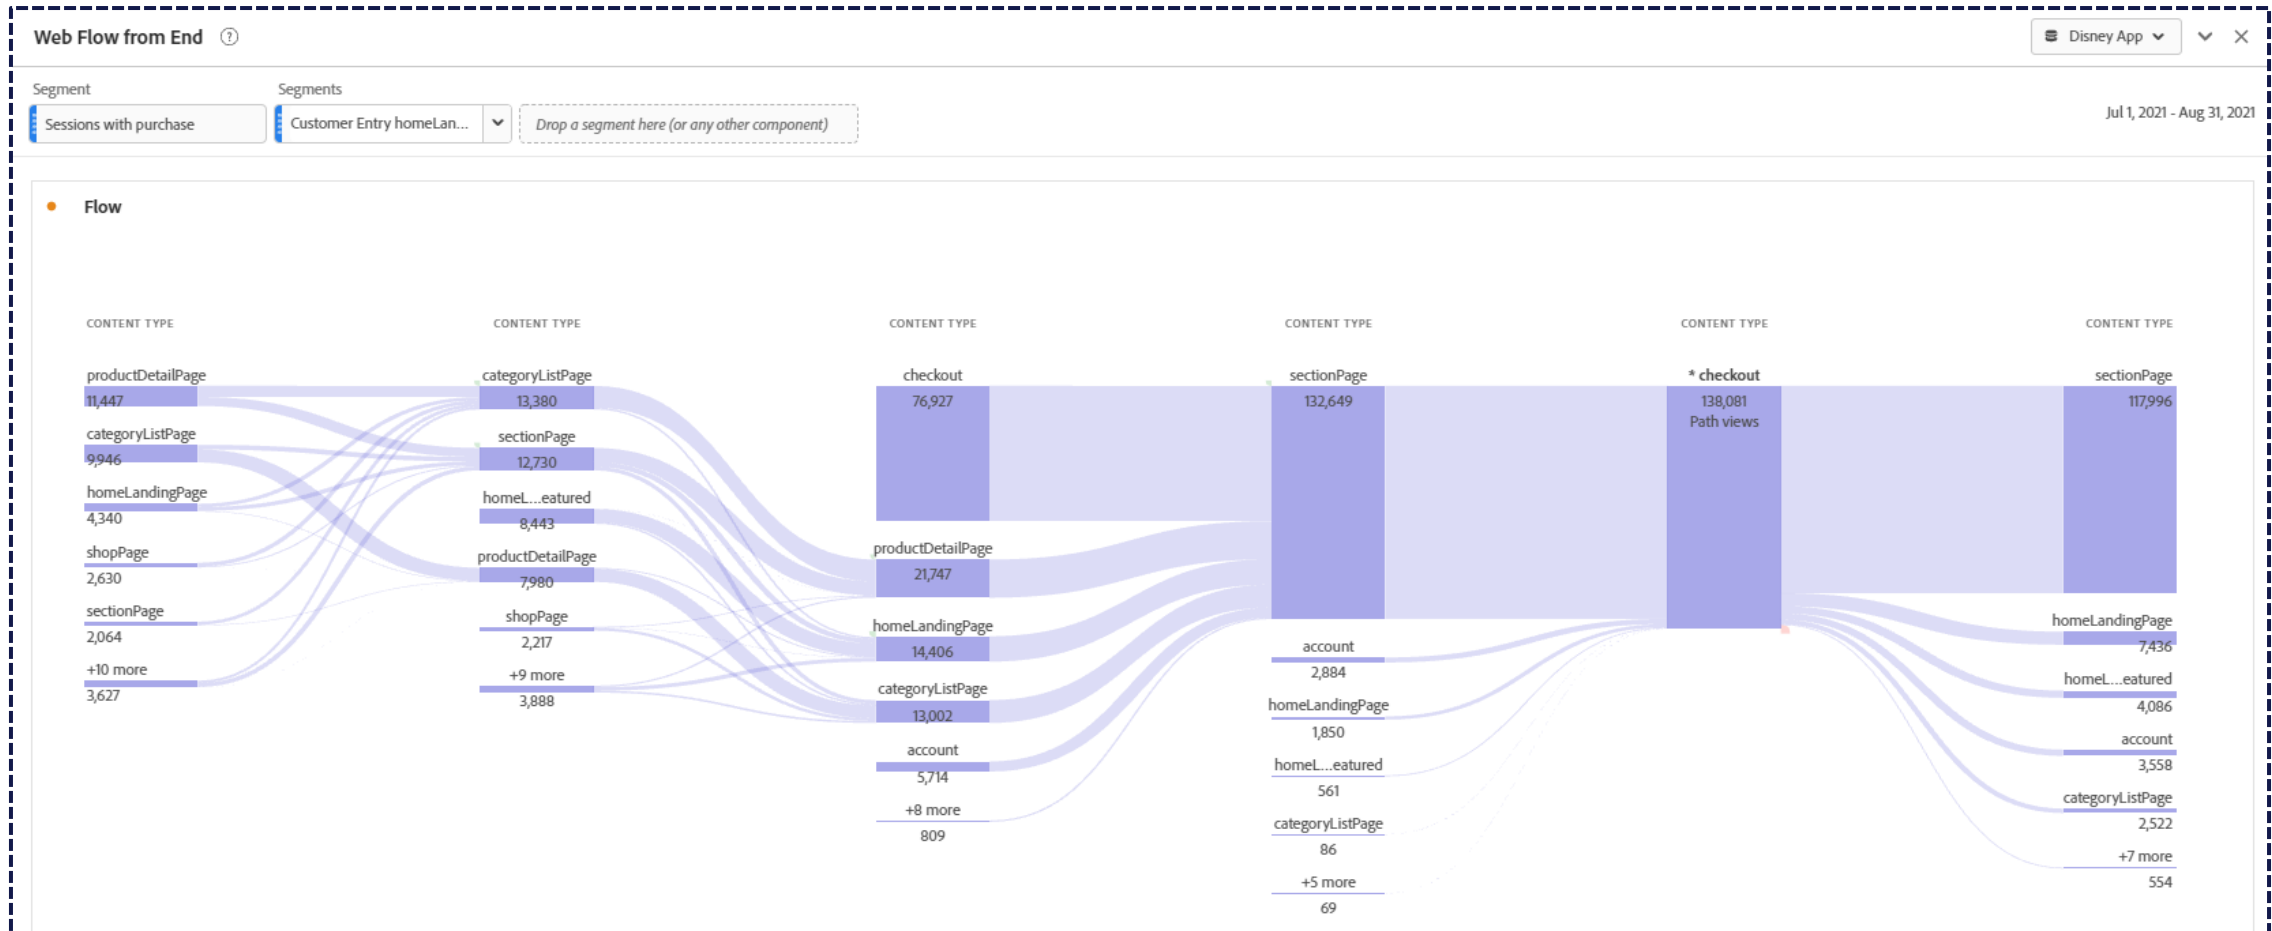 Web Flow from End ?
Disney App
Segment
Segments
Sessions with purchase
Customer Entry homeLan...
Drop a segment here (or any other component)
Jul 1, 2021 - Aug 31, 2021
Flow
CONTENT TYPE
productDetailPage
11,447
categoryListPage
9,946
homeLandingPage
4,340
shopPage
2,630
sectionPage
2,064
+10 more
3,627
CONTENT TYPE
categoryListPage
13,380
sectionPage
12,730
homeL...eatured
8,443
productDetailPage
7,980
shopPage
2,217
+9 more
3,888
CONTENT TYPE
checkout
76,927
productDetailPage
21,747
homeLandingPage
14,406
categoryListPage
13,002
account
5,714
+8 more
809
CONTENT TYPE
sectionPage
132,649
account
2,884
homeLandingPage
1,850
homeL...eatured
561
categoryListPage
86
+5 more
69
CONTENT TYPE
* checkout
138,081
Path views
CONTENT TYPE
sectionPage
117,996
homeLandingPage
7,436
homeL...eatured
4,086
account
3,558
categoryListPage
2,522
+7 more
554